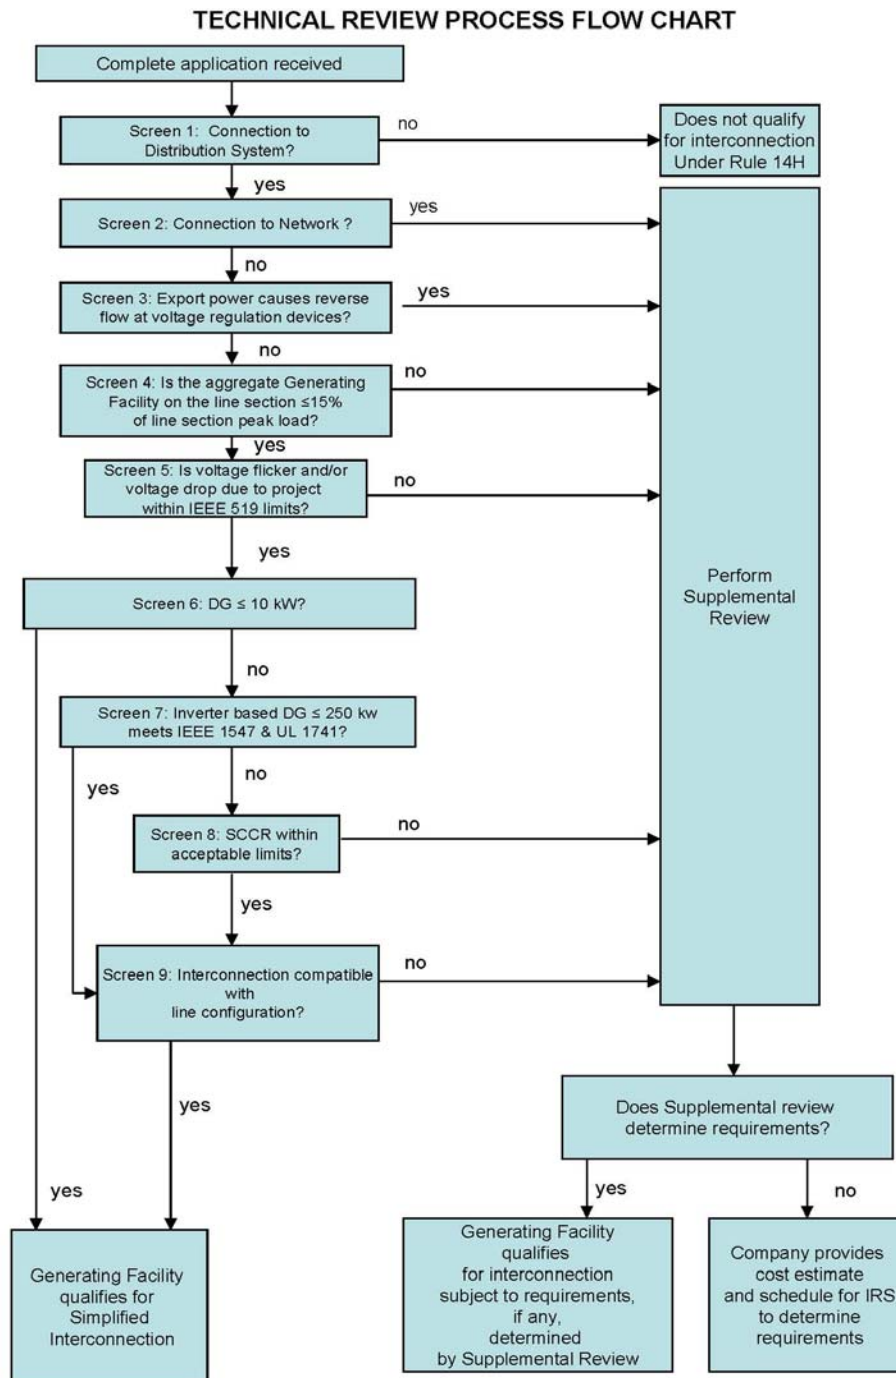 TECHNICAL REVIEW PROCESS FLOW CHART
Complete application received
Screen 1: Connection to
Distribution System?
no
Does not qualify
for interconnection
Under Rule 14H
yes
Screen 2: Connection to Network ?
yes
no
Screen 3: Export power causes reverse
flow at voltage regulation devices?
yes
no
Screen 4: Is the aggregate Generating
Facility on the line section ≤15%
of line section peak load?
no
yes
Screen 5: Is voltage flicker and/or
voltage drop due to project
within IEEE 519 limits?
no
yes
Perform
Supplemental
Review
Screen 6: DG ≤ 10 kW?
no
Screen 7: Inverter based DG ≤ 250 kw
meets IEEE 1547 & UL 1741?
yes
no
Screen 8: SCCR within
acceptable limits?
no
yes
Screen 9: Interconnection compatible
with
line configuration?
no
yes
yes
Does Supplemental review
determine requirements?
yes
no
Generating Facility
qualifies for
Simplified
Interconnection
Generating Facility
qualifies
for interconnection
subject to requirements,
if any,
determined
by Supplemental Review
Company provides
cost estimate
and schedule for IRS
to determine
requirements